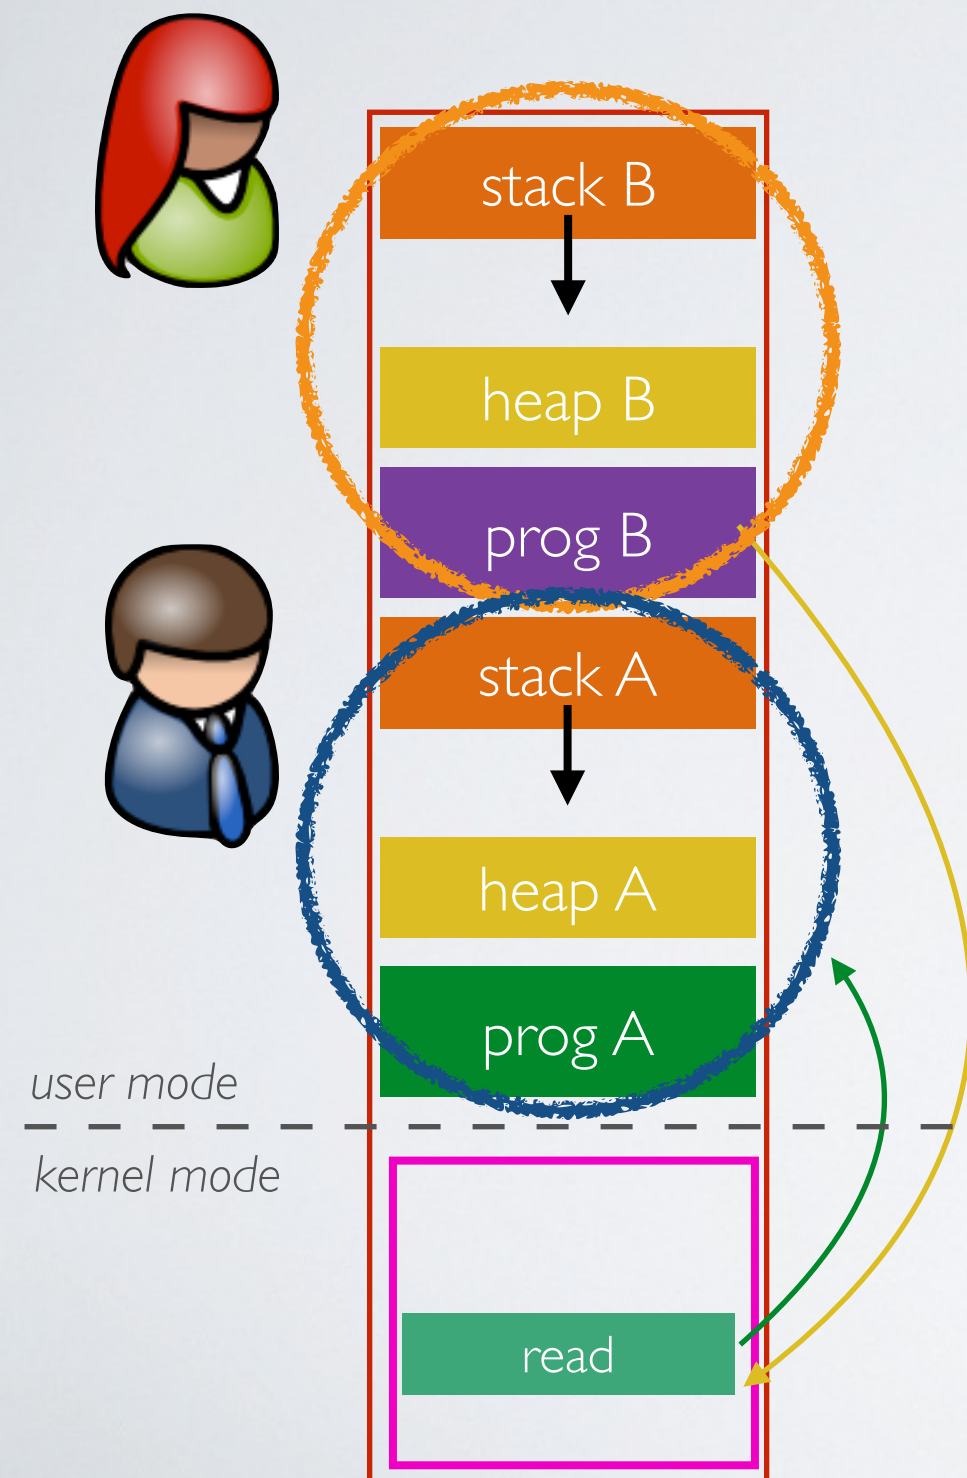 stack B
heap B
prog B
stack A
heap A
prog A
user mode
kernel mode
read